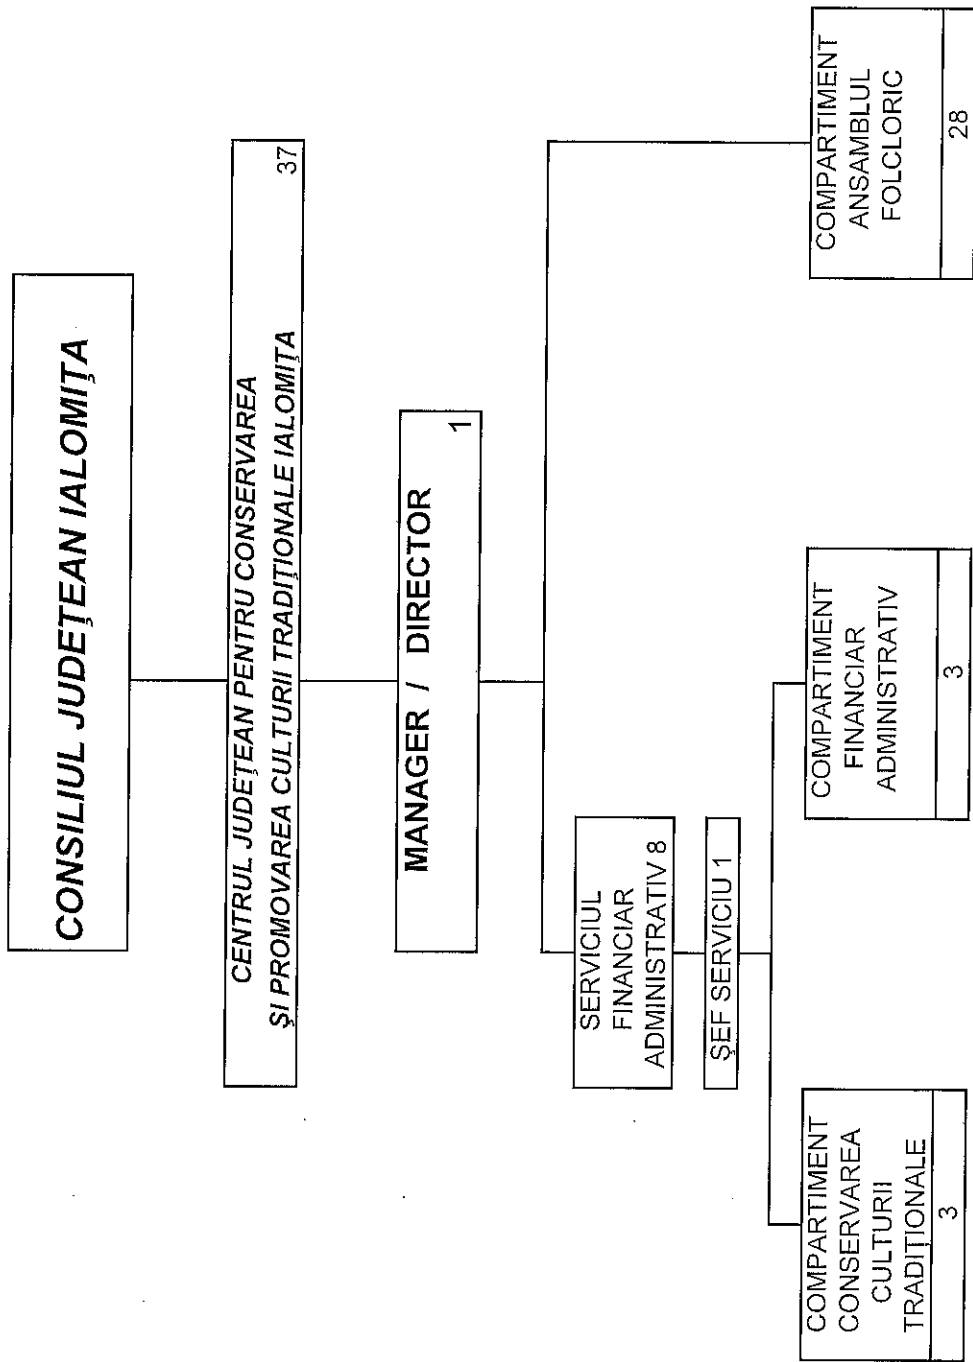 CONSILIUL JUDEŢEAN IALOMIŢA
CENTRUL JUDEŢEAN PENTRU CONSERVAREA
ŞI PROMOVAREA CULTURII TRADIŢIONALE IALOMIŢA
37
MANAGER / DIRECTOR
1
SERVICIUL
FINANCIAR
ADMINISTRATIV 8
ŞEF SERVICIU 1
COMPARTIMENT
CONSERVAREA
CULTURII
TRADIŢIONALE
3
COMPARTIMENT
FINANCIAR
ADMINISTRATIV
3
COMPARTIMENT
ANSAMBLUL
FOLCLORIC
28